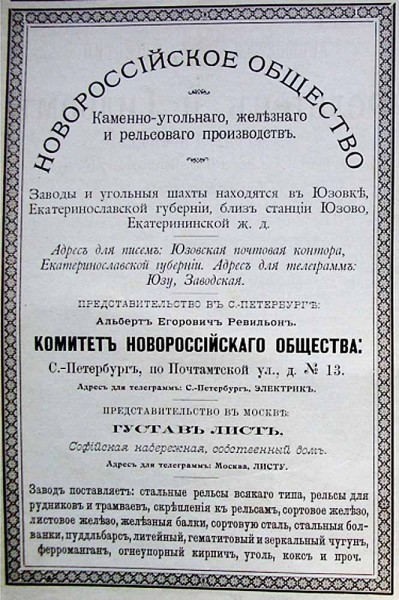 НОВОРОССІЙСКОЕ ОБЩЕСТВО
Каменно-угольнаго, желѣзнаго
и рельсоваго производствъ.
Заводы и угольныя шахты находятся въ Юзовкѣ,
Екатеринославской губерніи, близъ станціи Юзово,
Екатерининской ж. д.
Адресъ для писемъ: Юзовская почтовая контора,
Екатеринославской губерніи. Адресъ для телеграммъ:
Юзу, Заводская.
ПРЕДСТАВИТЕЛЬСТВО ВЪ С.-ПЕТЕРБУРГѢ:
Альбертъ Егоровичъ Ревильонъ.
КОМИТЕТЪ НОВОРОССІЙСКАГО ОБЩЕСТВА:
С.-Петербургъ, по Почтамтской ул., д. № 13.
Адресъ для телеграммъ: С.-Петербургъ, ЭЛЕКТРИК.
ПРЕДСТАВИТЕЛЬСТВО ВЪ МОСКВѢ:
ГУСТАВЪ ЛИСТЪ.
Софійская набережная, собственный домъ.
Адресъ для телеграммъ: Москва, ЛИСТУ.
Заводъ поставляетъ: стальные рельсы всякаго типа, рельсы для
рудниковъ и трамваевъ, скрѣпленія къ рельсамъ, сортовое желѣзо,
листовое желѣзо, желѣзныя балки, сортовую сталь, стальныя бол-
ванки, пуддльбарсъ, литейный, гематитовый и зеркальный чугунъ,
ферроманганъ, огнеупорный кирпичъ, уголь, коксъ и проч.